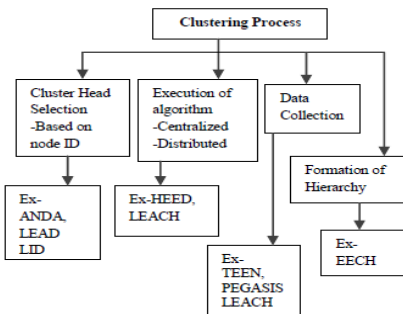 Clustering Process
Cluster Head
Selection
-Based on
node ID
Execution of
algorithm
-Centralized
-Distributed
Data
Collection
Formation of
Hierarchy
Ex-
ANDA,
LEAD
LID
Ex-HEED,
LEACH
Ex-
TEEN,
PEGASIS
LEACH
Ex-
EECH